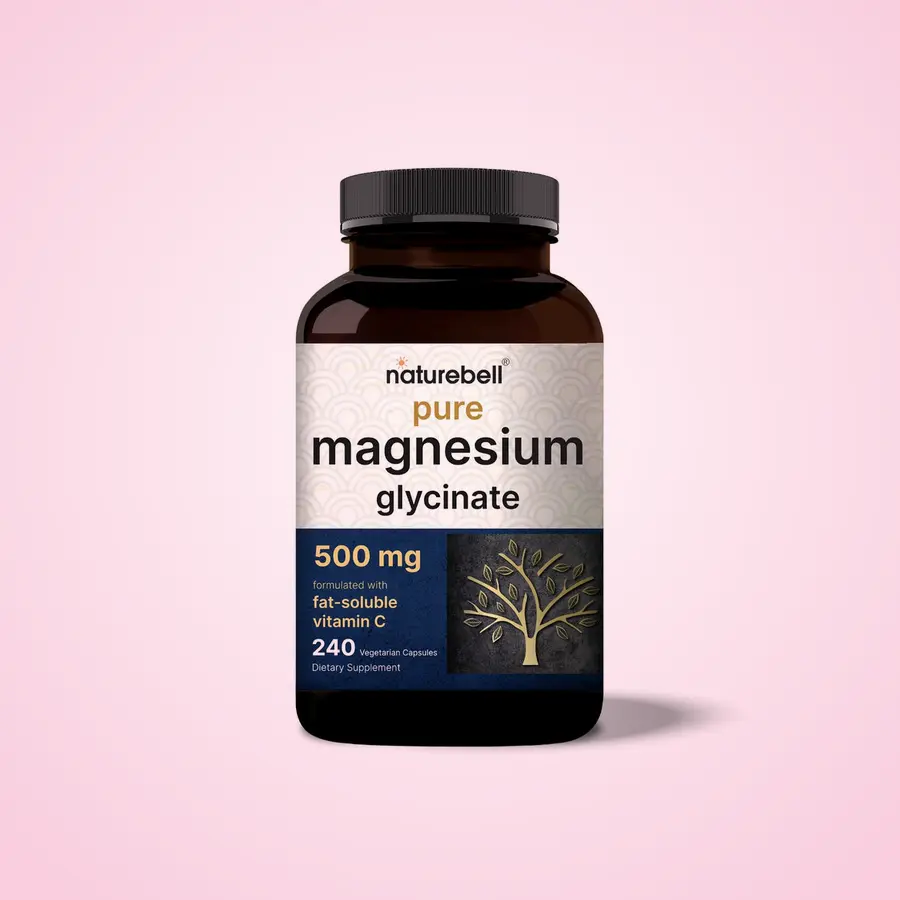 naturebell®
pure
magnesium
glycinate
500 mg
formulated with
fat-soluble
vitamin C
240 Vegetarian Capsules
Dietary Supplement